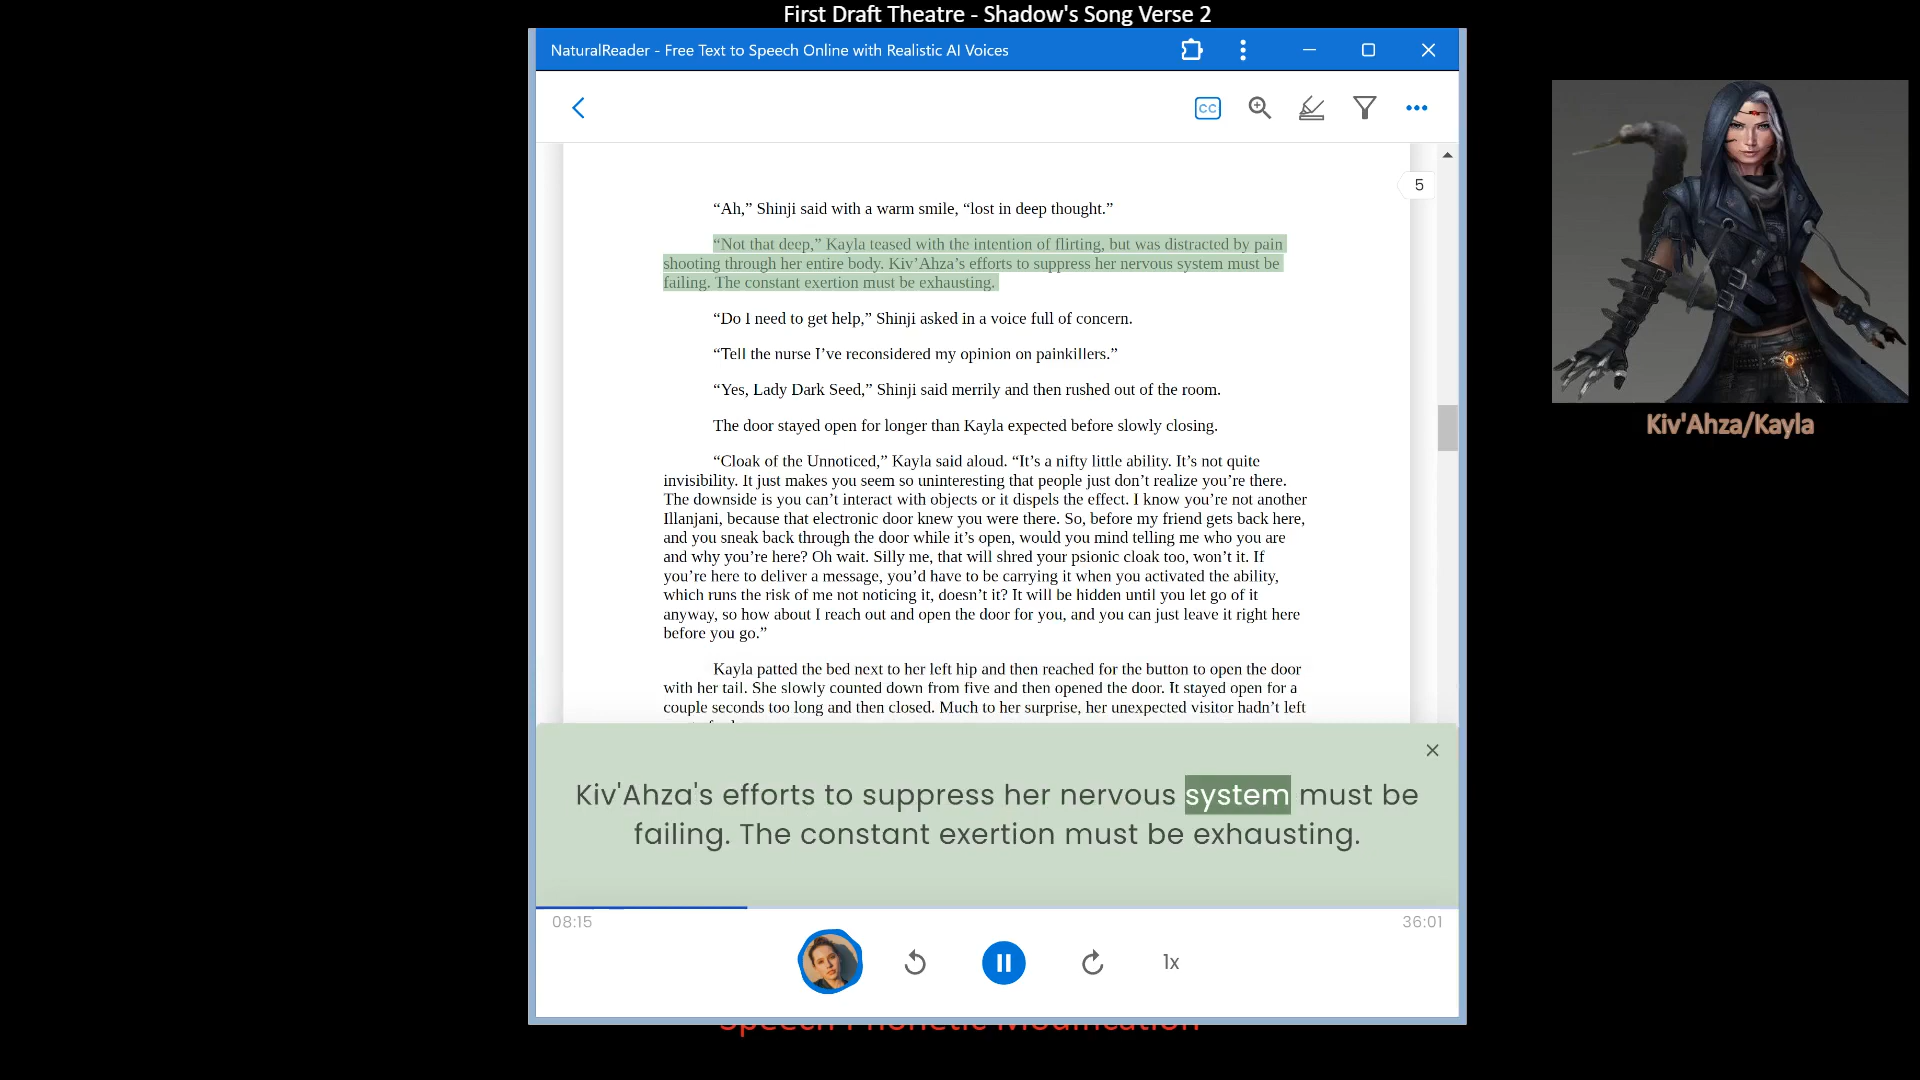 First Draft Theatre - Shadow's Song Verse 2
NaturalReader - Free Text to Speech Online with Realistic AI Voices
CC
5
“Ah,” Shinji said with a warm smile, “lost in deep thought.”
“Not that deep,” Kayla teased with the intention of flirting, but was distracted by pain
shooting through her entire body. Kiv’Ahza’s efforts to suppress her nervous system must be
failing. The constant exertion must be exhausting.
“Do I need to get help,” Shinji asked in a voice full of concern.
“Tell the nurse I’ve reconsidered my opinion on painkillers.”
“Yes, Lady Dark Seed,” Shinji said merrily and then rushed out of the room.
The door stayed open for longer than Kayla expected before slowly closing.
“Cloak of the Unnoticed,” Kayla said aloud. “It’s a nifty little ability. It’s not quite
invisibility. It just makes you seem so uninteresting that people just don’t realize you’re there.
The downside is you can’t interact with objects or it dispels the effect. I know you’re not another
Illanjani, because that electronic door knew you were there. So, before my friend gets back here,
and you sneak back through the door while it’s open, would you mind telling me who you are
and why you’re here? Oh wait. Silly me, that will shred your psionic cloak too, won’t it. If
you’re here to deliver a message, you’d have to be carrying it when you activated the ability,
which runs the risk of me not noticing it, doesn’t it? It will be hidden until you let go of it
anyway, so how about I reach out and open the door for you, and you can just leave it right here
before you go.”
Kayla patted the bed next to her left hip and then reached for the button to open the door
with her tail. She slowly counted down from five and then opened the door. It stayed open for a
couple seconds too long and then closed. Much to her surprise, her unexpected visitor hadn’t left
Kiv'Ahza's efforts to suppress her nervous system must be
failing. The constant exertion must be exhausting.
08:15
36:01
1x
Speech Phonetic Modification
Kiv'Ahza/Kayla